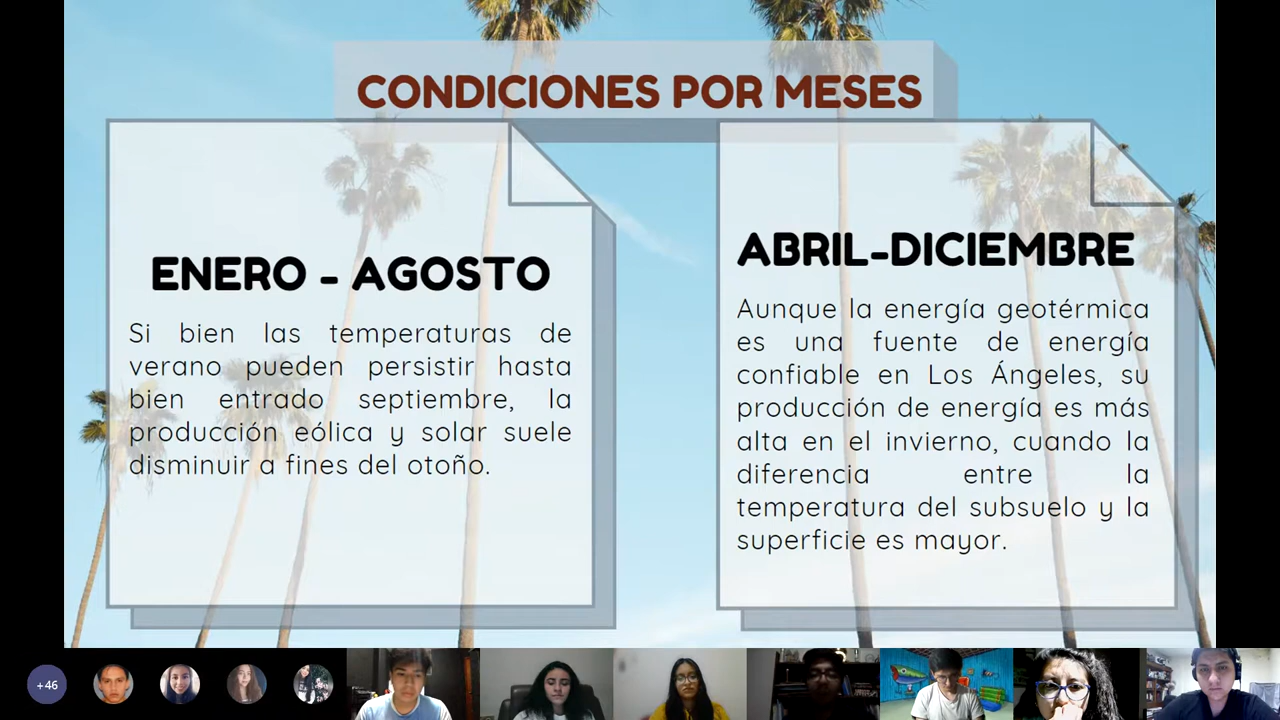 CONDICIONES POR MESES
ENERO - AGOSTO
Si bien las temperaturas de
verano pueden persistir hasta
bien entrado septiembre, la
producción eólica y solar suele
disminuir a fines del otoño.
ABRIL-DICIEMBRE
Aunque la energía geotérmica
es una fuente de energía
confiable en Los Ángeles, su
producción de energía es más
alta en el invierno, cuando la
diferencia entre la
temperatura del subsuelo y la
superficie es mayor.
+46